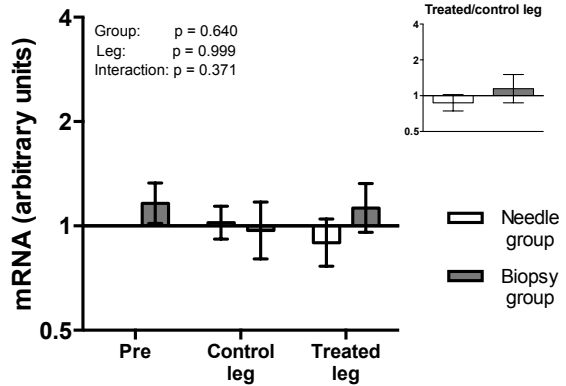 Treated/control leg
4
2
1
0.5
4
2
1
0.5
mRNA (arbitrary units)
Group: p = 0.640
Leg: p = 0.999
Interaction: p = 0.371
Needle
group
Biopsy
group
Pre
Control
leg
Treated
leg